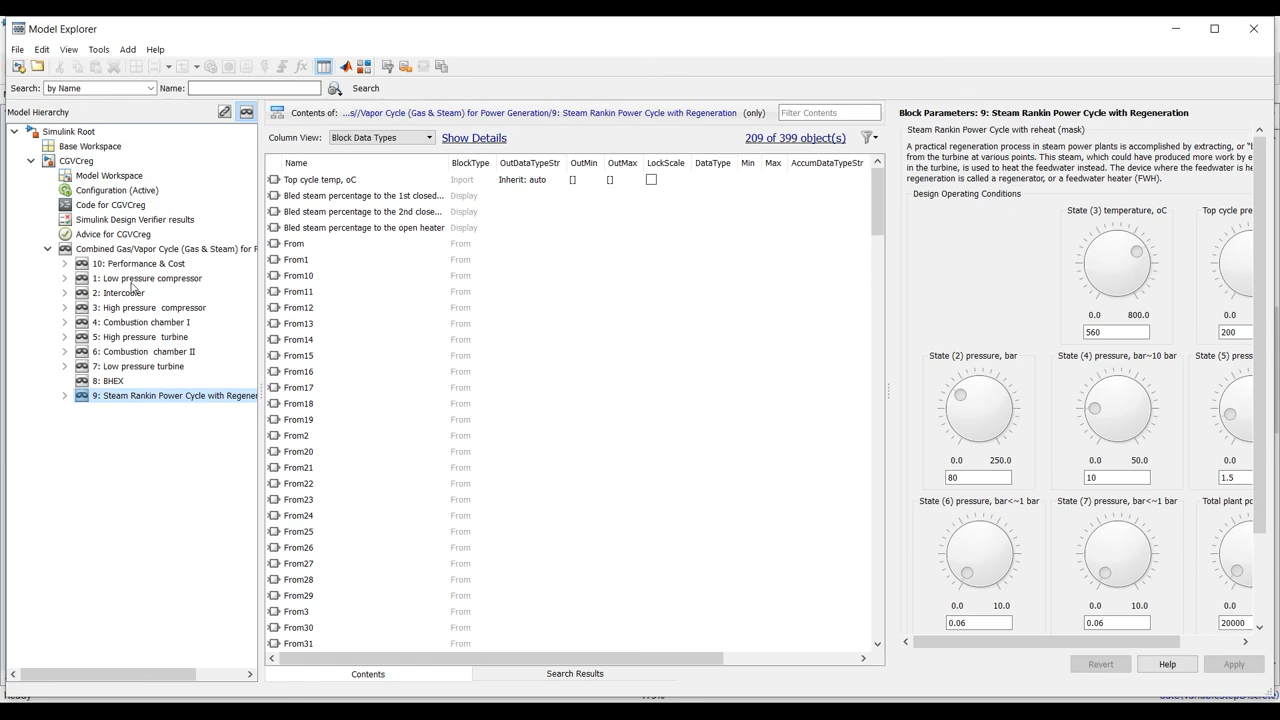 Model Explorer
File Edit View Tools Add Help
Search: by Name Name: Search
Model Hierarchy
Simulink Root
Base Workspace
CGVCreg
Model Workspace
Configuration (Active)
Code for CGVCreg
Simulink Design Verifier results
Advice for CGVCreg
Combined Gas/Vapor Cycle (Gas & Steam) for F
10: Performance & Cost
1: Low pressure compressor
2: Intercooler
3: High pressure compressor
4: Combustion chamber I
5: High pressure turbine
6: Combustion chamber II
7: Low pressure turbine
8: BHEX
9: Steam Rankin Power Cycle with Regener
Contents of: ...s//Vapor Cycle (Gas & Steam) for Power Generation/9: Steam Rankin Power Cycle with Regeneration (only) Filter Contents
Column View: Block Data Types Show Details 209 of 399 object(s)
Name BlockType OutDataTypeStr OutMin OutMax LockScale DataType Min Max AccumDataTypeStr
Top cycle temp, oC Inport Inherit: auto [] []
Bled steam percentage to the 1st closed... Display
Bled steam percentage to the 2nd close... Display
Bled steam percentage to the open heater Display
From From
From1 From
From10 From
From11 From
From12 From
From13 From
From14 From
From15 From
From16 From
From17 From
From18 From
From19 From
From2 From
From20 From
From21 From
From22 From
From23 From
From24 From
From25 From
From26 From
From27 From
From28 From
From29 From
From3 From
From30 From
From31 From
Contents Search Results
Block Parameters: 9: Steam Rankin Power Cycle with Regeneration
Steam Rankin Power Cycle with reheat (mask)
A practical regeneration process in steam power plants is accomplished by extracting, or "b
from the turbine at various points. This steam, which could have produced more work by e
in the turbine, is used to heat the feedwater instead. The device where the feedwater is he
regeneration is called a regenerator, or a feedwater heater (FWH).
Design Operating Conditions
State (3) temperature, oC Top cycle pre
0.0 800.0 0.0
560 200
State (2) pressure, bar State (4) pressure, bar~10 bar State (5)
0.0 250.0 0.0 50.0 0.0
80 10 1.5
State (6) pressure, bar<~1 bar State (7) pressure, bar<~1 bar Total plant po
0.0 10.0 0.0 10.0 0.0
0.06 0.06 20000
Revert Help Apply
Ready